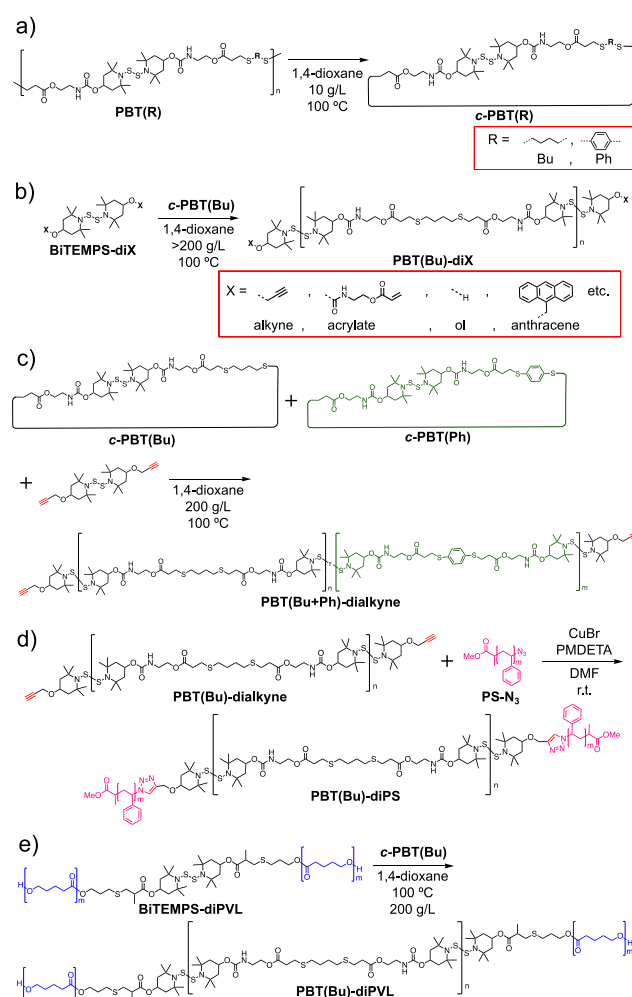 a)
1,4-dioxane
10 g/L
100 ºC
PBT(R)
c-PBT(R)
R =
Bu , Ph
b)
c-PBT(Bu)
1,4-dioxane
>200 g/L
100 ºC
BiTEMPS-diX
PBT(Bu)-diX
X = , , , etc.
alkyne , acrylate , ol , anthracene
c)
c-PBT(Bu)
+
c-PBT(Ph)
+
1,4-dioxane
200 g/L
100 ºC
PBT(Bu+Ph)-dialkyne
d)
PBT(Bu)-dialkyne
+
PS-N3
CuBr
PMDETA
DMF
r.t.
PBT(Bu)-diPS
e)
BiTEMPS-diPVL
c-PBT(Bu)
1,4-dioxane
100 ºC
200 g/L
PBT(Bu)-diPVL